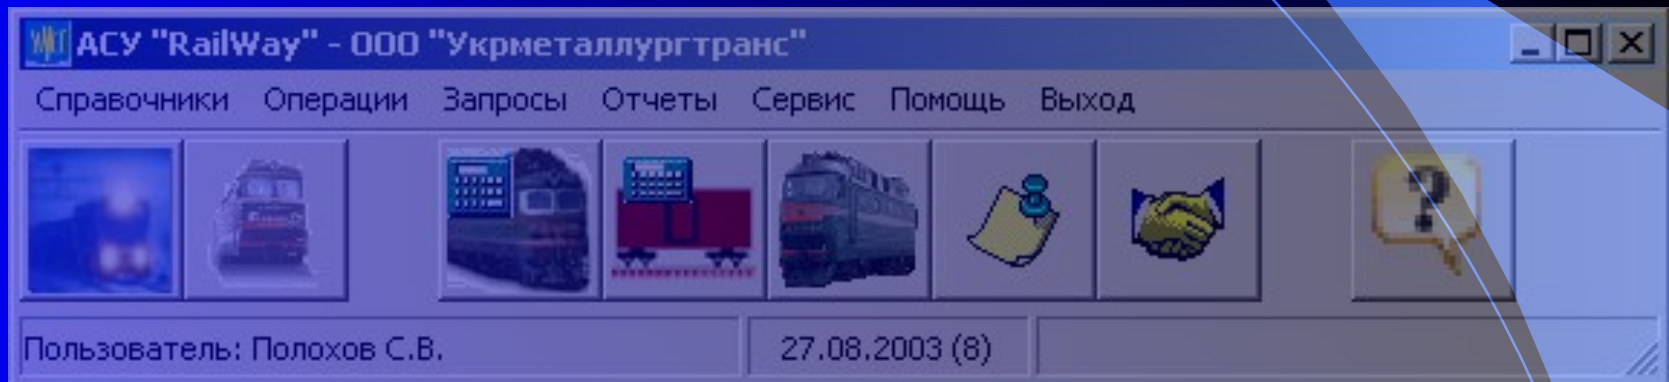 АСУ "RailWay" - ООО "Укрметаллургтранс"
Справочники Операции Запросы Отчеты Сервис Помощь Выход
Пользователь: Полохов С.В. 27.08.2003 (8)